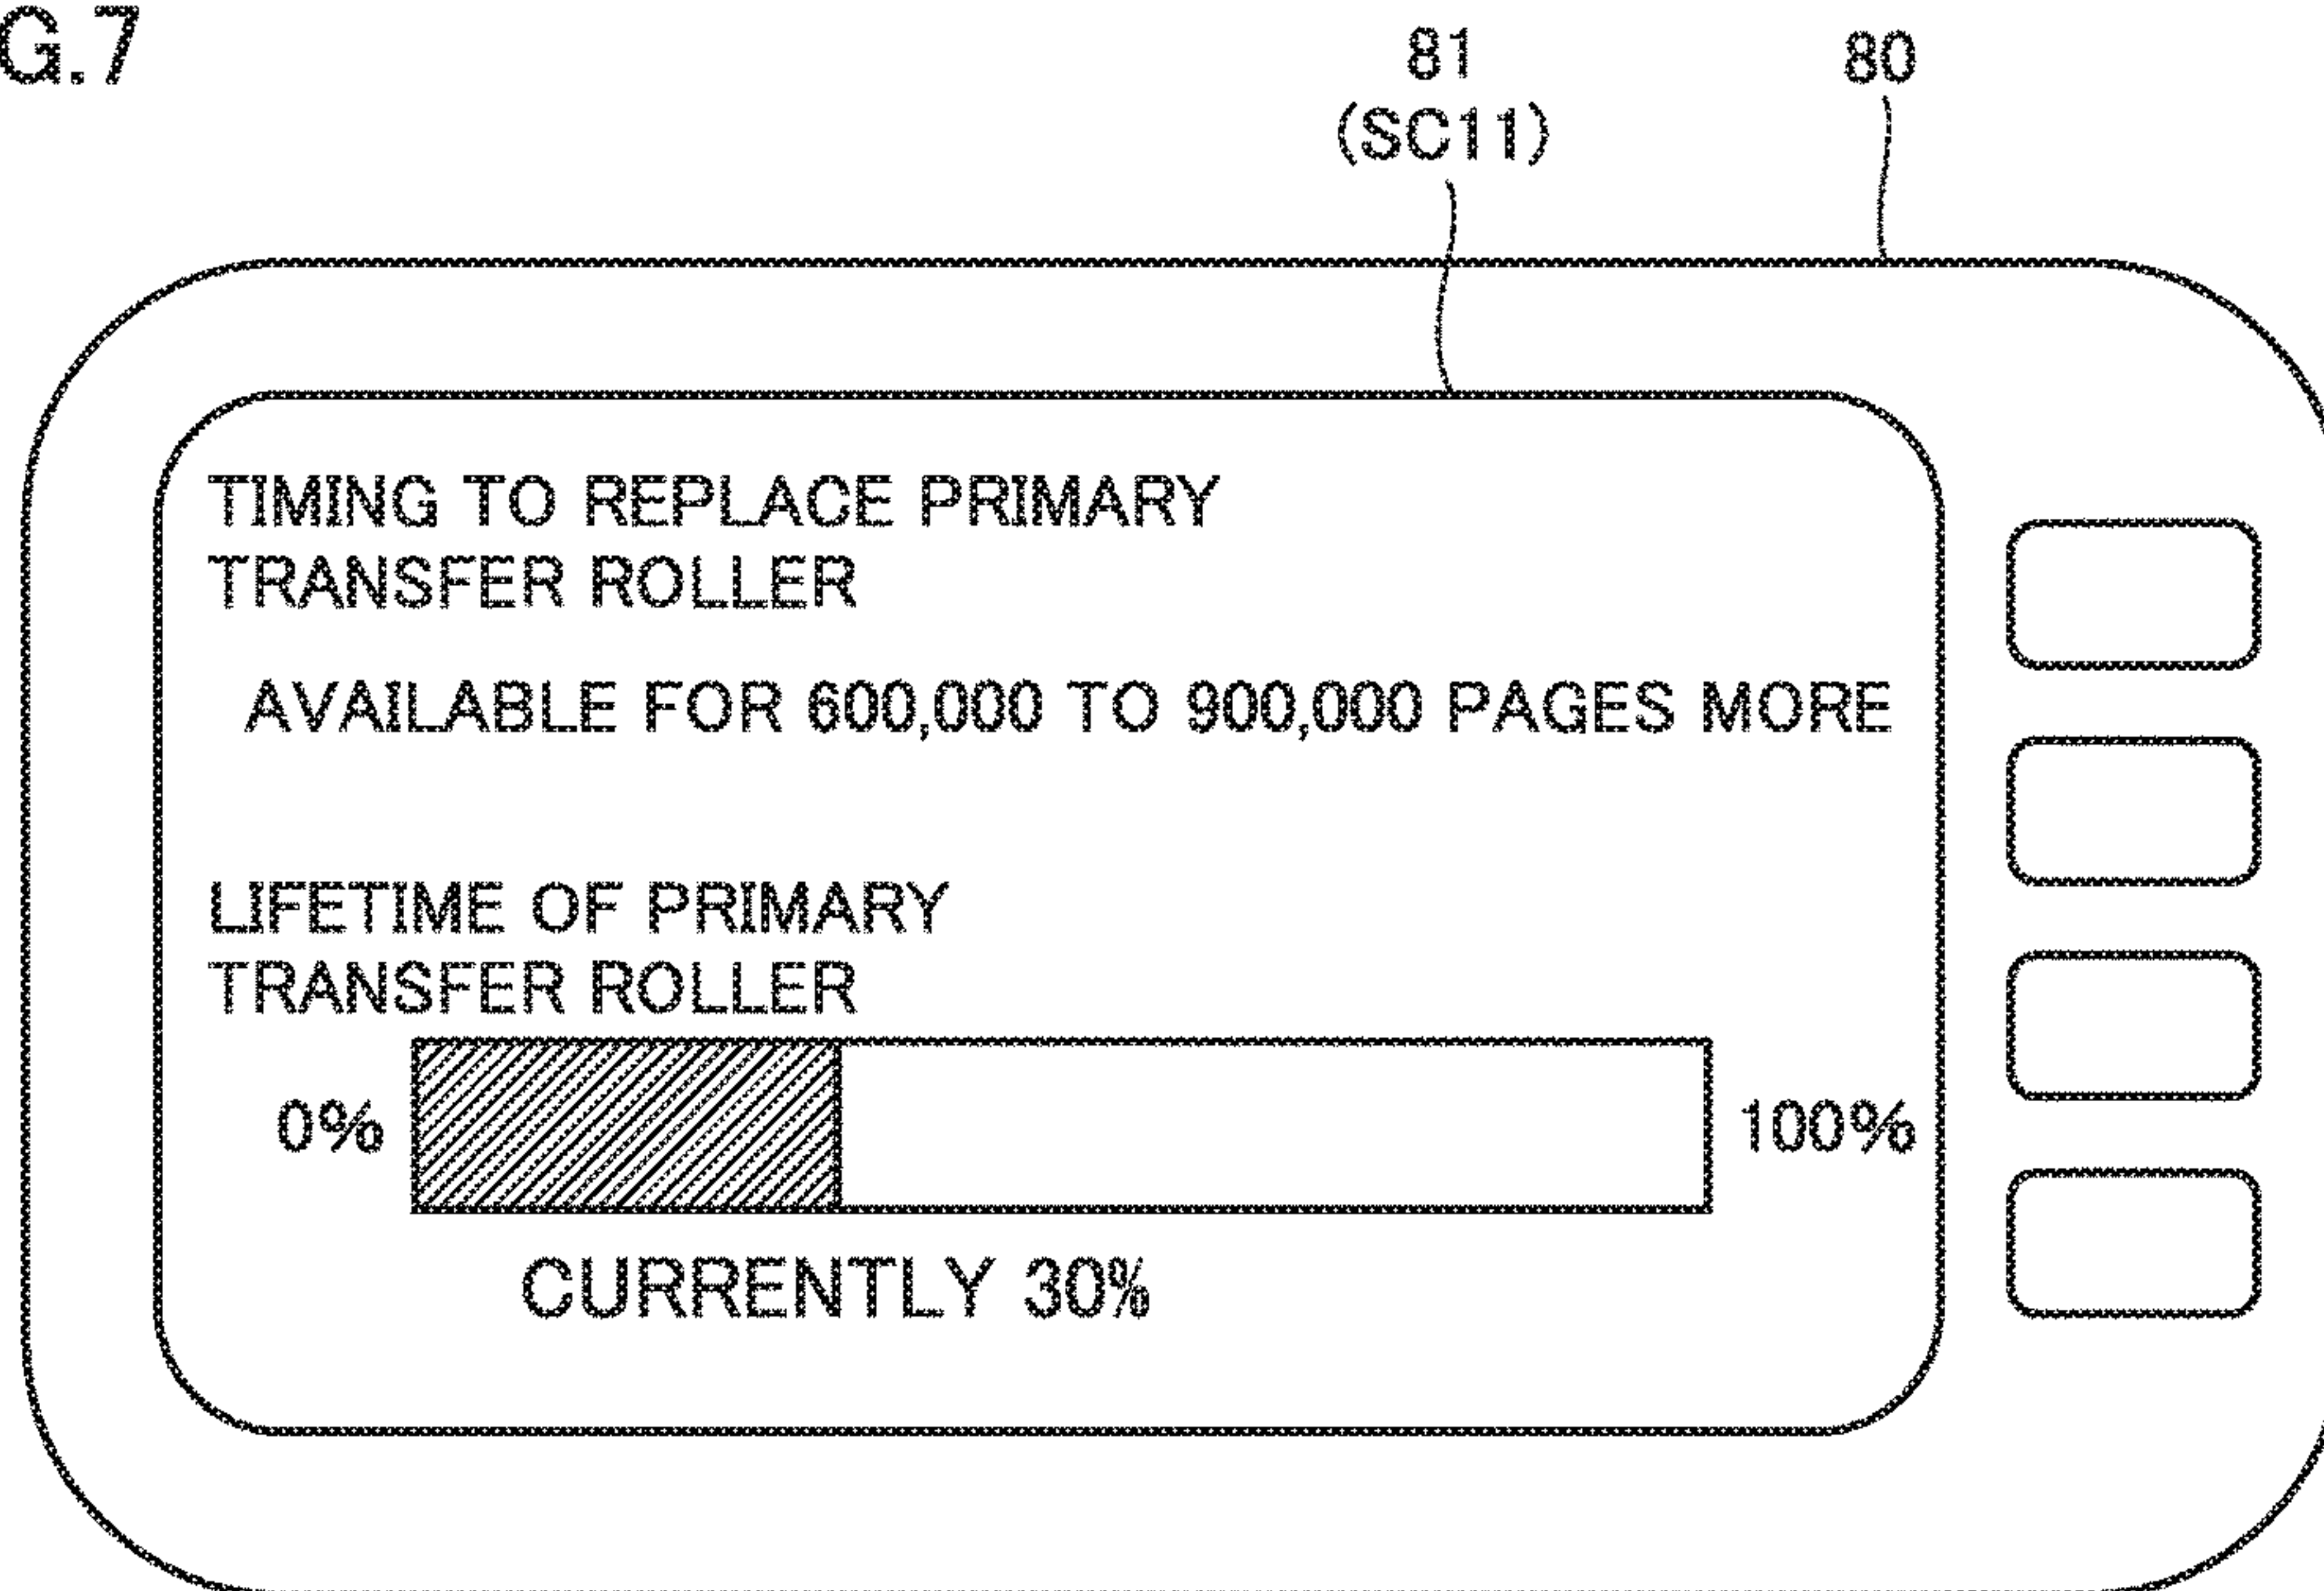 G.7
81
(SC11)
80
TIMING TO REPLACE PRIMARY
TRANSFER ROLLER
AVAILABLE FOR 600,000 TO 900,000 PAGES MORE
LIFETIME OF PRIMARY
TRANSFER ROLLER
0%
100%
CURRENTLY 30%